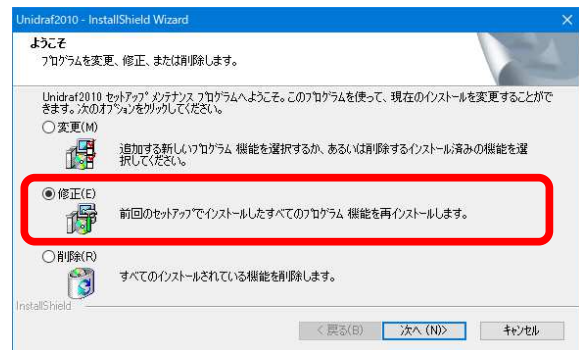 Unidraf2010 - InstallShield Wizard
ようこそ
プログラムを変更、修正、または削除します。
Unidraf2010 セットアップ メンテナンス プログラムへようこそ。このプログラムを使って、現在のインストールを変更することがで
きます。次のオプションをクリックしてください。
変更(M)
追加する新しいプログラム 機能を選択するか、あるいは削除するインストール済みの機能を選
択してください。
修正(E)
前回のセットアップでインストールしたすべてのプログラム 機能を再インストールします。
削除(R)
すべてのインストールされている機能を削除します。
InstallShield
< 戻る(B)
次へ (N)>
キャンセル